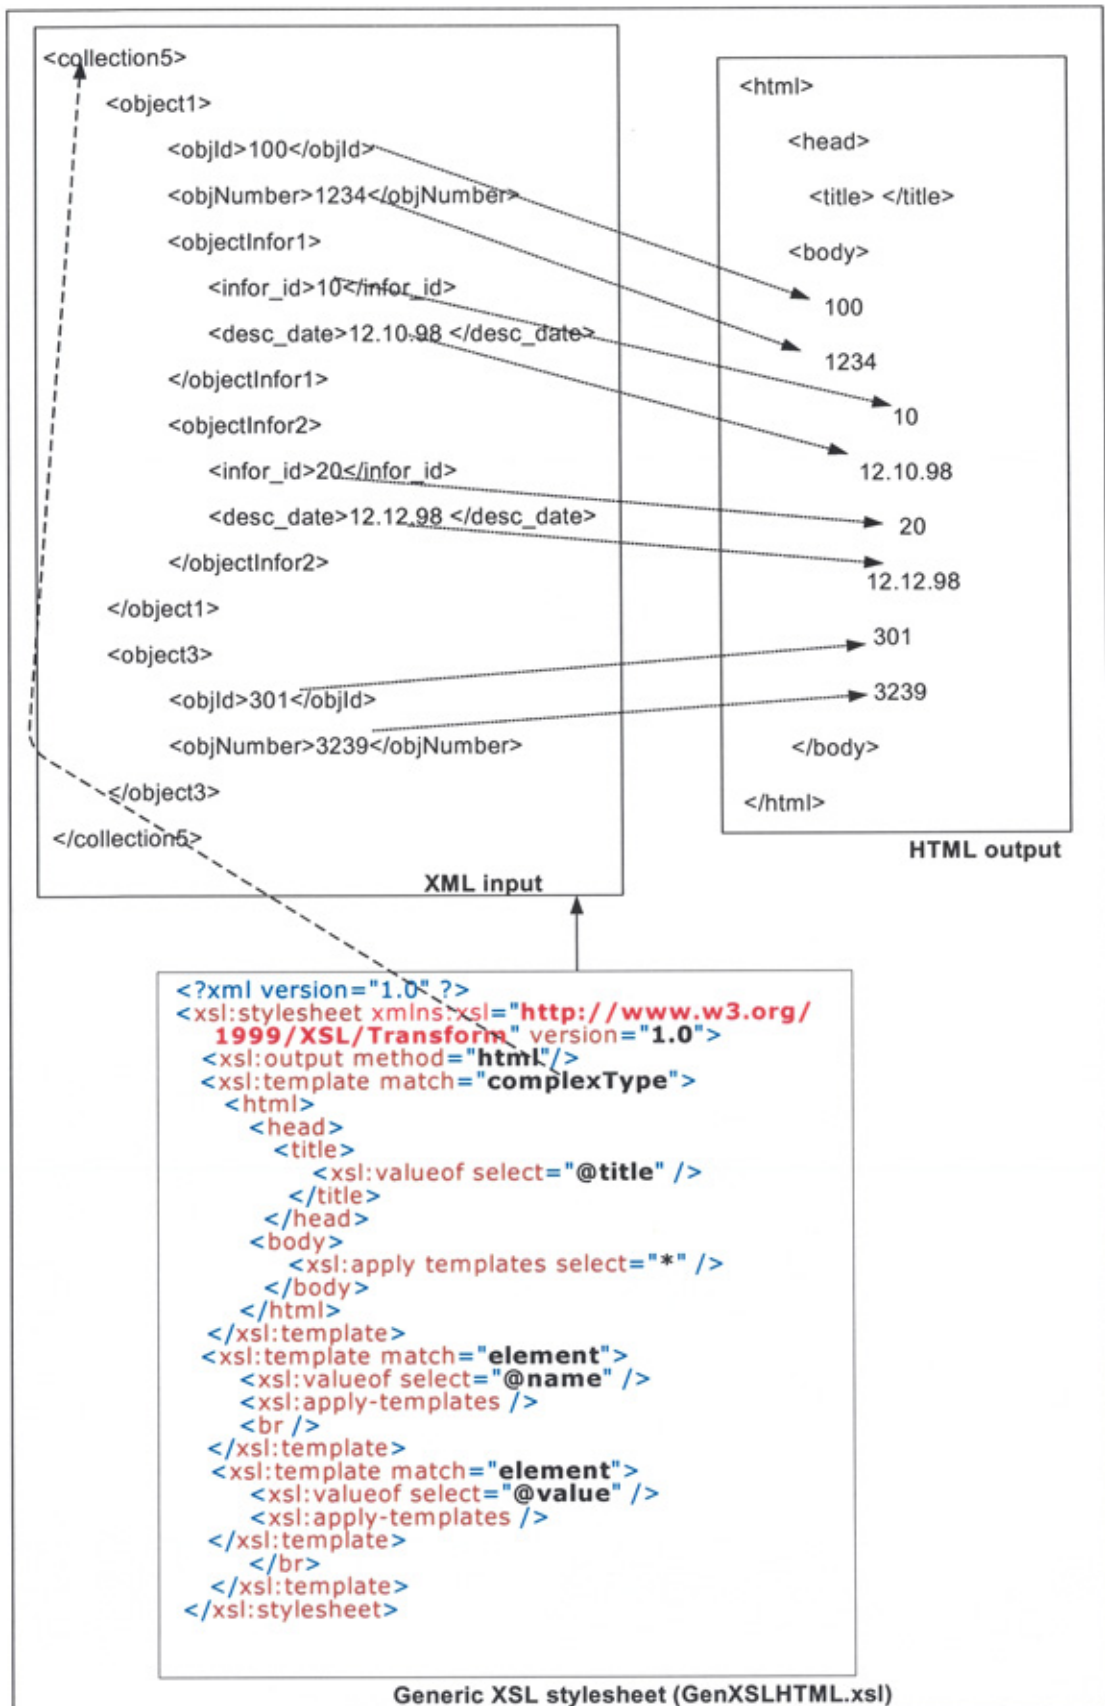 <collection5>
<object1>
<objId>100</objId>
<objNumber>1234</objNumber>
<objectInfor1>
<infor_id>10</infor_id>
<desc_date>12.10.98 </desc_date>
</objectInfor1>
<objectInfor2>
<infor_id>20</infor_id>
<desc_date>12.12.98 </desc_date>
</objectInfor2>
</object1>
<object3>
<objId>301</objId>
<objNumber>3239</objNumber>
</object3>
</collection5>
XML input
<html>
<head>
<title> </title>
<body>
100
1234
10
12.10.98
20
12.12.98
301
3239
</body>
</html>
HTML output
<?xml version="1.0" ?>
<xsl:stylesheet xmlns:xsl="http://www.w3.org/
1999/XSL/Transform" version="1.0">
<xsl:output method="html"/>
<xsl:template match="complexType">
<html>
<head>
<title>
<xsl:valueof select="@title" />
</title>
</head>
<body>
<xsl:apply templates select="*" />
</body>
</html>
</xsl:template>
<xsl:template match="element">
<xsl:valueof select="@name" />
<xsl:apply-templates />
<br />
</xsl:template>
<xsl:template match="element">
<xsl:valueof select="@value" />
<xsl:apply-templates />
</xsl:template>
</br>
</xsl:template>
</xsl:stylesheet>
Generic XSL stylesheet (GenXSLHTML.xsl)